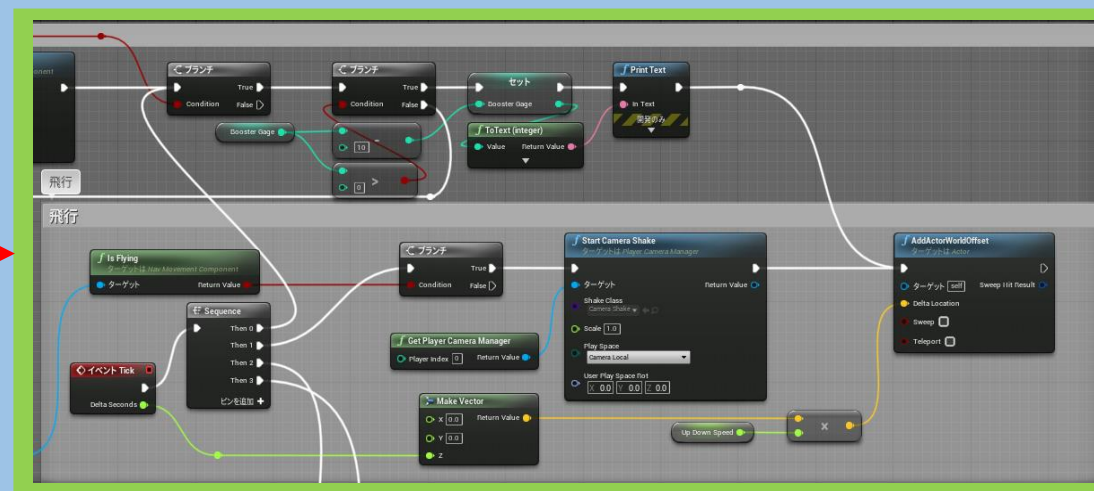 onent
ブランチ
True
Condition
False
ブランチ
True
Condition
False
セット
Booster Gage
Print Text
In Text
開発のみ
Booster Gage
-
10
>
0
ToText (integer)
Value
Return Value
飛行
飛行
Is Flying
ターゲットは Nav Movement Component
ターゲット
Return Value
Sequence
Then 0
Then 1
Then 2
Then 3
ピンを追加 +
イベント Tick
Delta Seconds
ブランチ
True
Condition
False
Get Player Camera Manager
Player Index 0
Return Value
Make Vector
X 0.0
Return Value
Y 0.0
Z
Start Camera Shake
ターゲットは Player Camera Manager
ターゲット
Return Value
Shake Class
Camera Shake
Scale 1.0
Play Space
Camera Local
User Play Space Rot
X 0.0 Y 0.0 Z 0.0
Up Down Speed
x
AddActorWorldOffset
ターゲットは Actor
ターゲット self
Sweep Hit Result
Delta Location
Sweep
Teleport